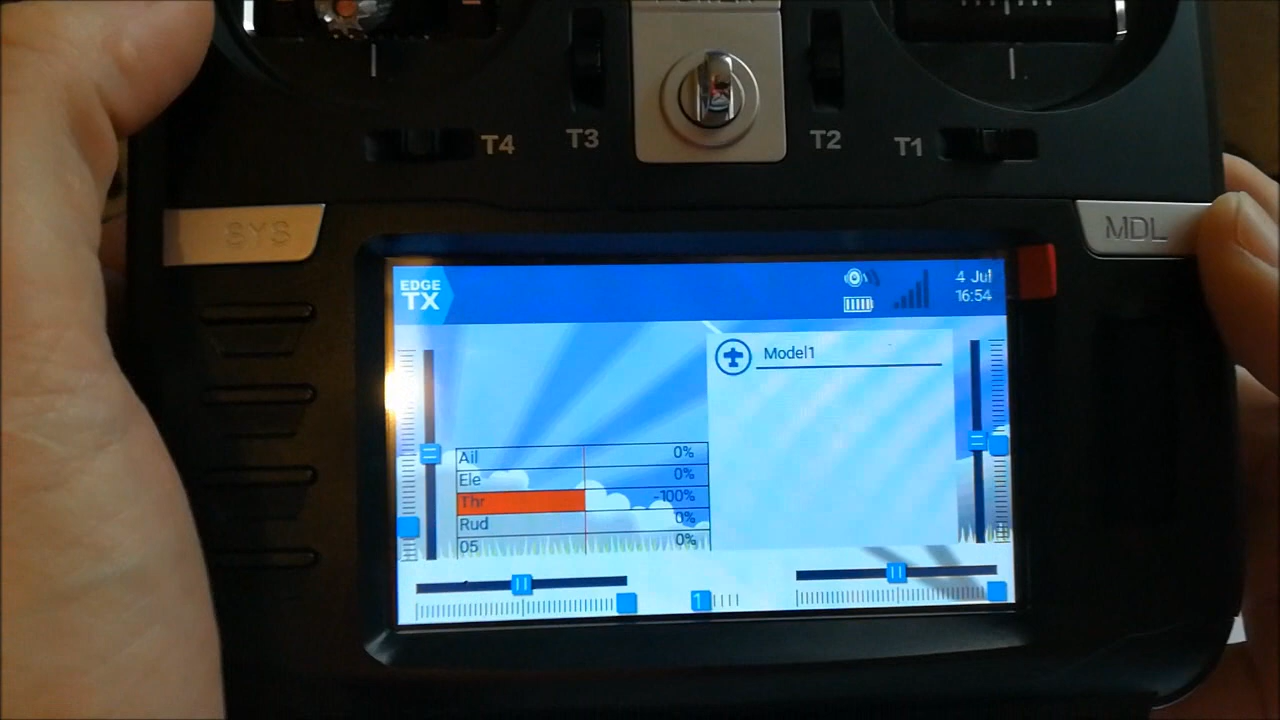 T4
T3
T2
T1
SYS
MDL
EDGE
TX
4 Jul
16:54
Model1
Ail 0%
Ele 0%
Thr -100%
Rud 0%
05 0%
1